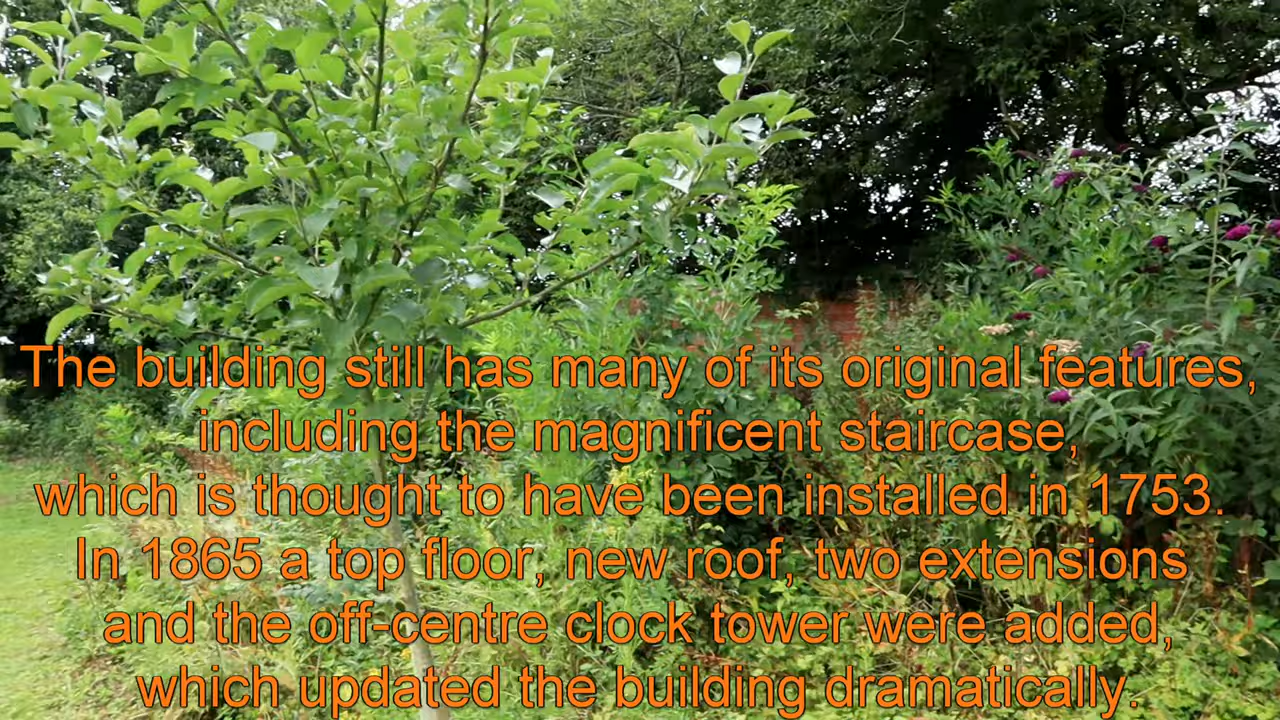 The building still has many of its original features,
including the magnificent staircase,
which is thought to have been installed in 1753.
In 1865 a top floor, new roof, two extensions
and the off-centre clock tower were added,
which updated the building dramatically.